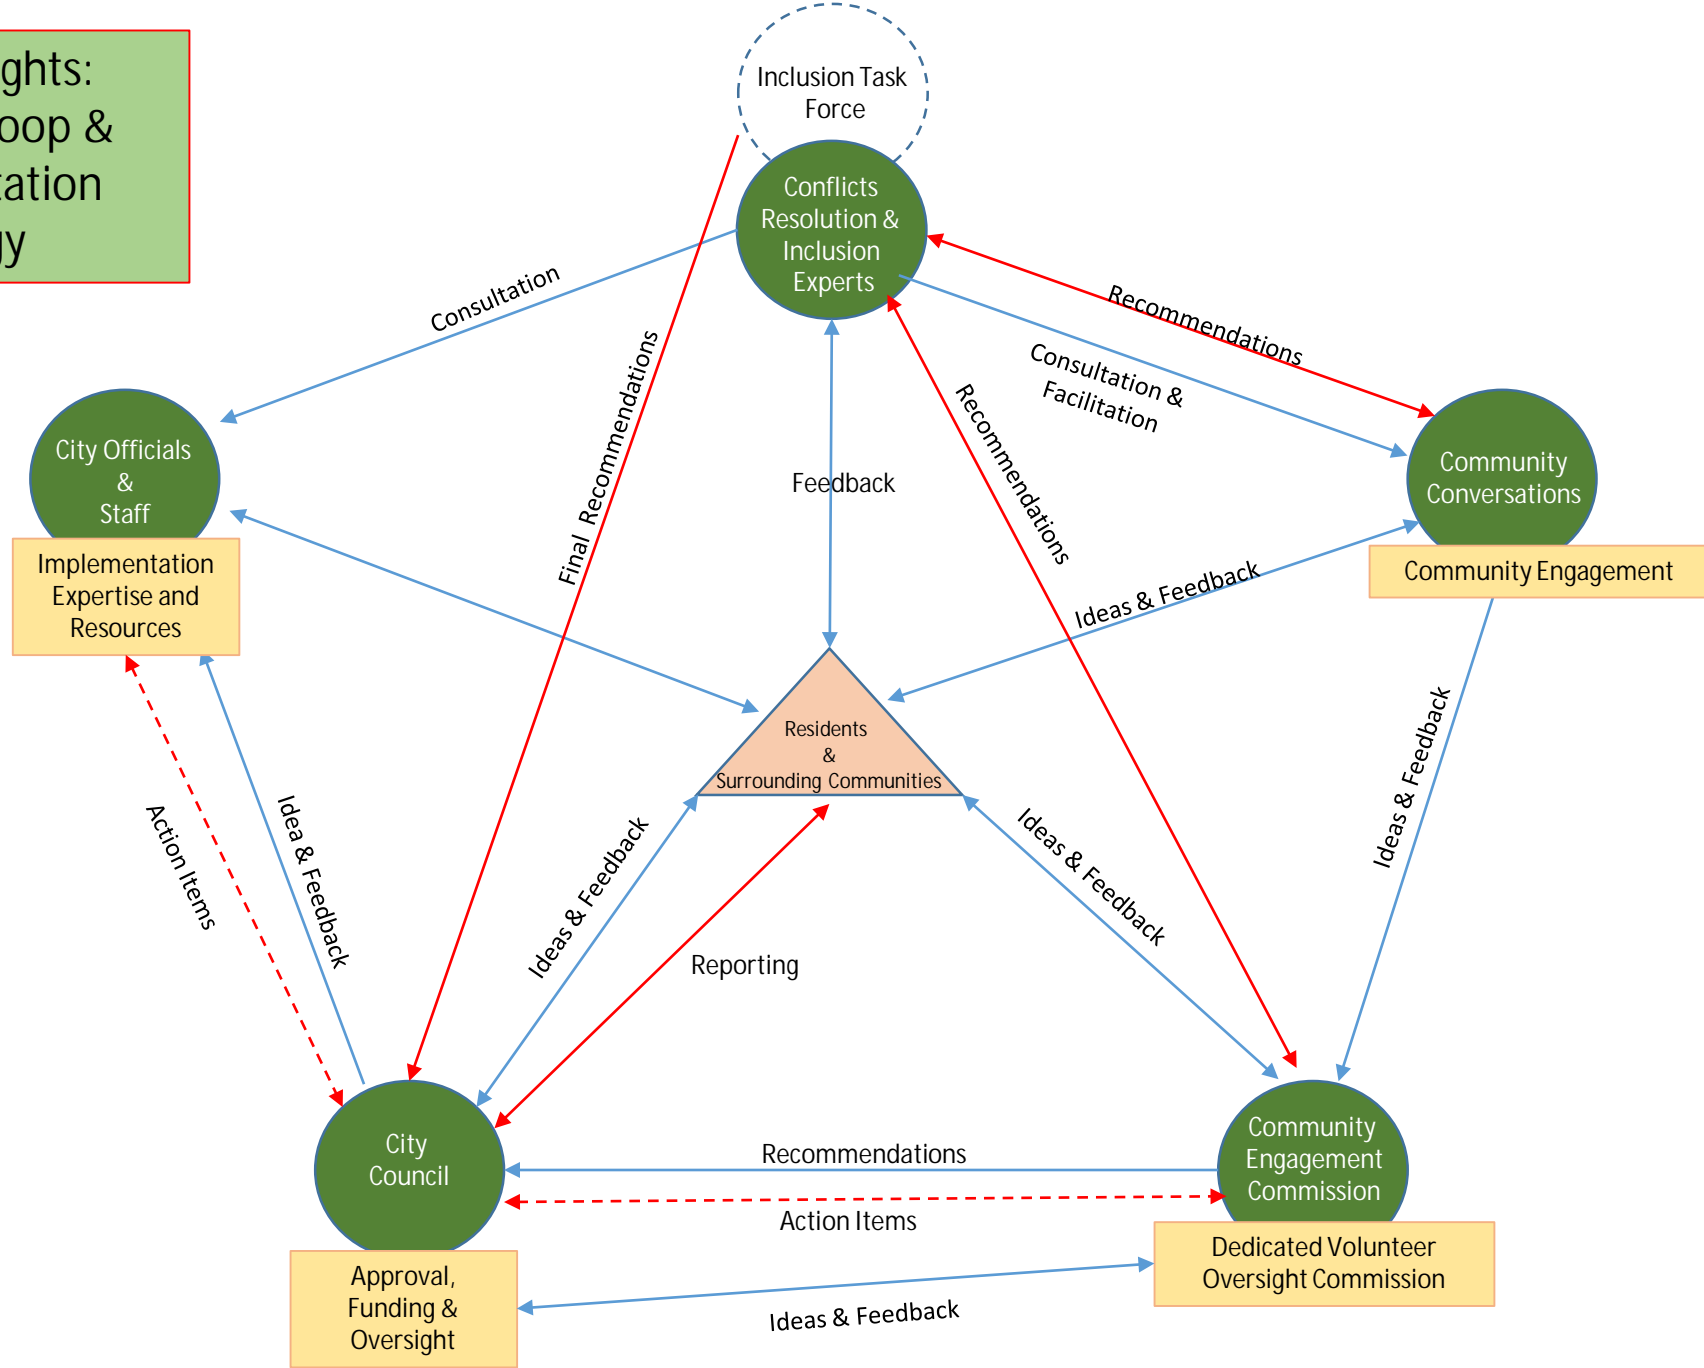 ghts:
oop &
tation
gy
Inclusion Task
Force
Conflicts
Resolution &
Inclusion
Experts
Consultation
Recommendations
Consultation &
Facilitation
Final Recommendations
Recommendations
Feedback
City Officials
&
Staff
Implementation
Expertise and
Resources
Community
Conversations
Community Engagement
Ideas & Feedback
Residents
&
Surrounding Communities
Action Items
Idea & Feedback
Ideas & Feedback
Reporting
Ideas & Feedback
Ideas & Feedback
City
Council
Approval,
Funding &
Oversight
Recommendations
Action Items
Ideas & Feedback
Community
Engagement
Commission
Dedicated Volunteer
Oversight Commission